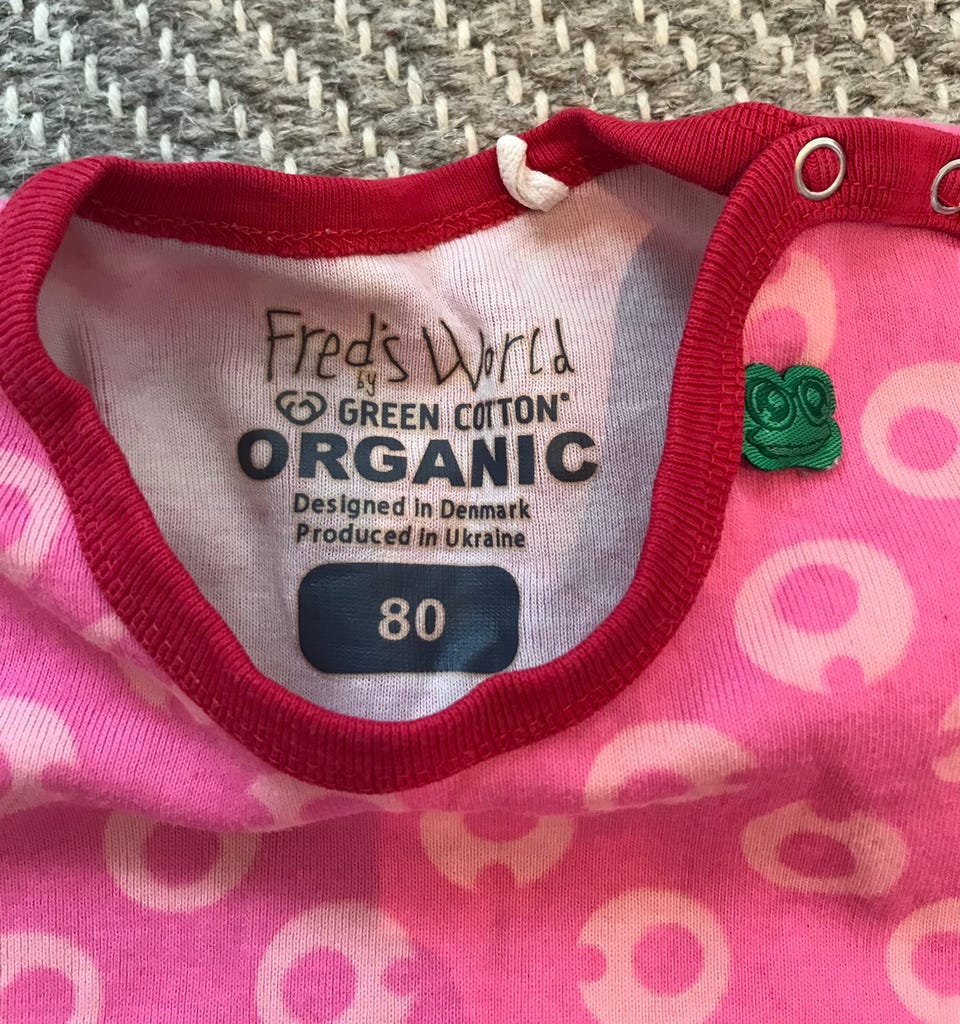 Fred's World
by
GREEN COTTON®
ORGANIC
Designed in Denmark
Produced in Ukraine
80